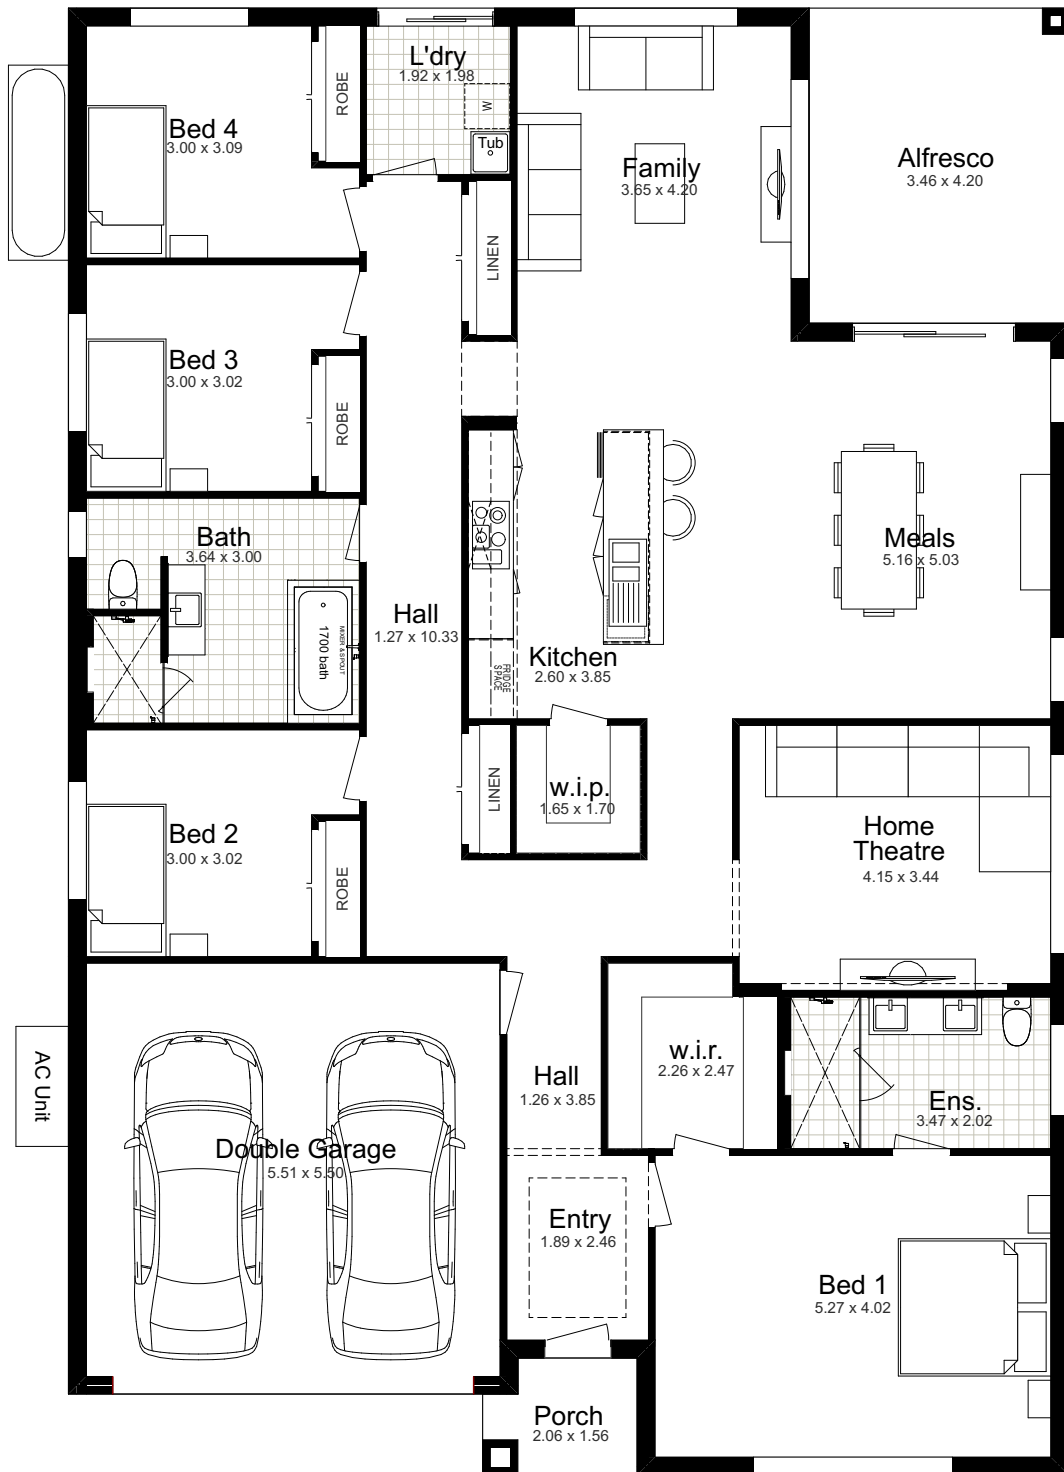 L'dry
1.92 x 1.98
ROBE
W
Tub
Bed 4
3.00 x 3.09
Family
3.65 x 4.20
Alfresco
3.46 x 4.20
LINEN
Bed 3
3.00 x 3.02
ROBE
Bath
3.64 x 3.00
Meals
5.16 x 5.03
Hall
1.27 x 10.33
MIXER & SPOUT
1700 bath
Kitchen
2.60 x 3.85
FRIDGE
SPACE
LINEN
w.i.p.
1.65 x 1.70
Bed 2
3.00 x 3.02
ROBE
Home
Theatre
4.15 x 3.44
AC Unit
w.i.r.
2.26 x 2.47
Hall
1.26 x 3.85
Ens.
3.47 x 2.02
Double Garage
5.51 x 5.50
Entry
1.89 x 2.46
Bed 1
5.27 x 4.02
Porch
2.06 x 1.56